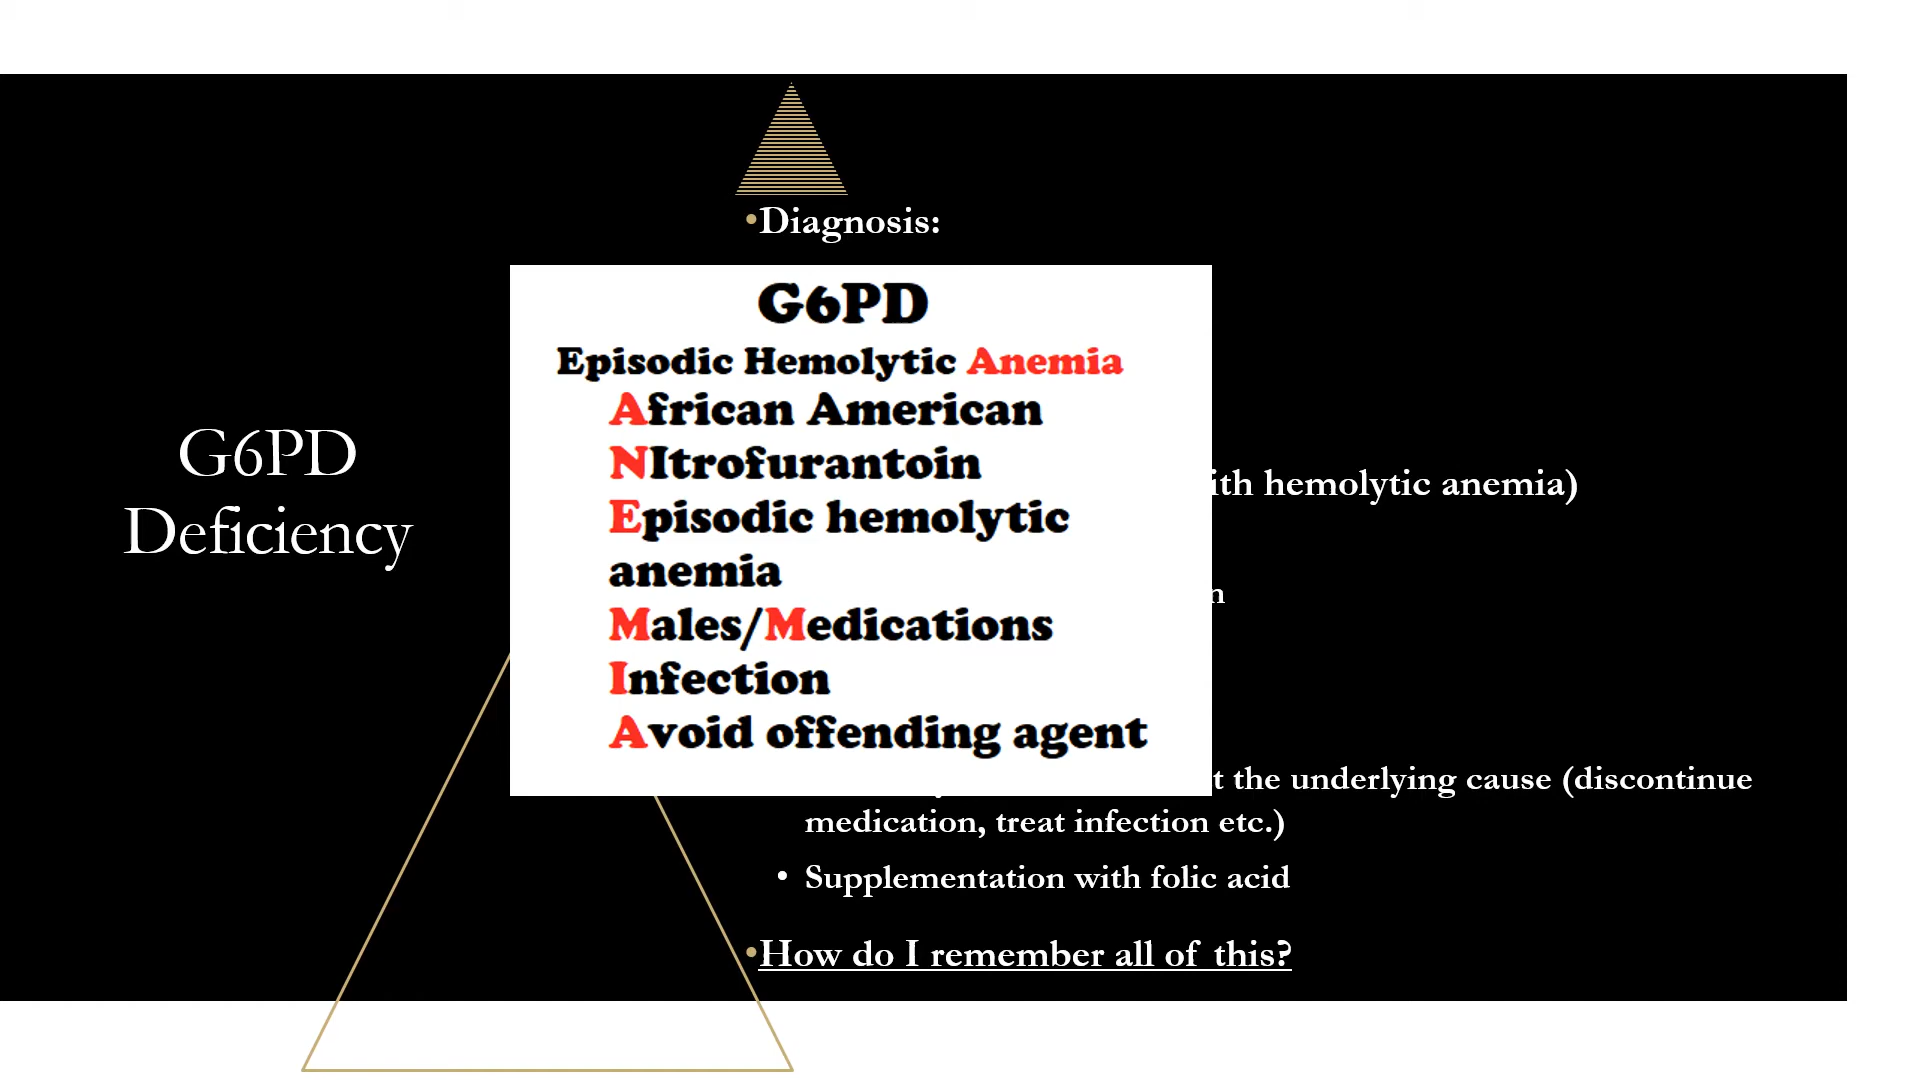 G6PD
Deficiency
•Diagnosis:
G6PD
Episodic Hemolytic Anemia
African American
NItrofurantoin
Episodic hemolytic
anemia
Males/Medications
Infection
Avoid offending agent
hemolytic anemia)
the underlying cause (discontinue
medication, treat infection etc.)
• Supplementation with folic acid
•How do I remember all of this?